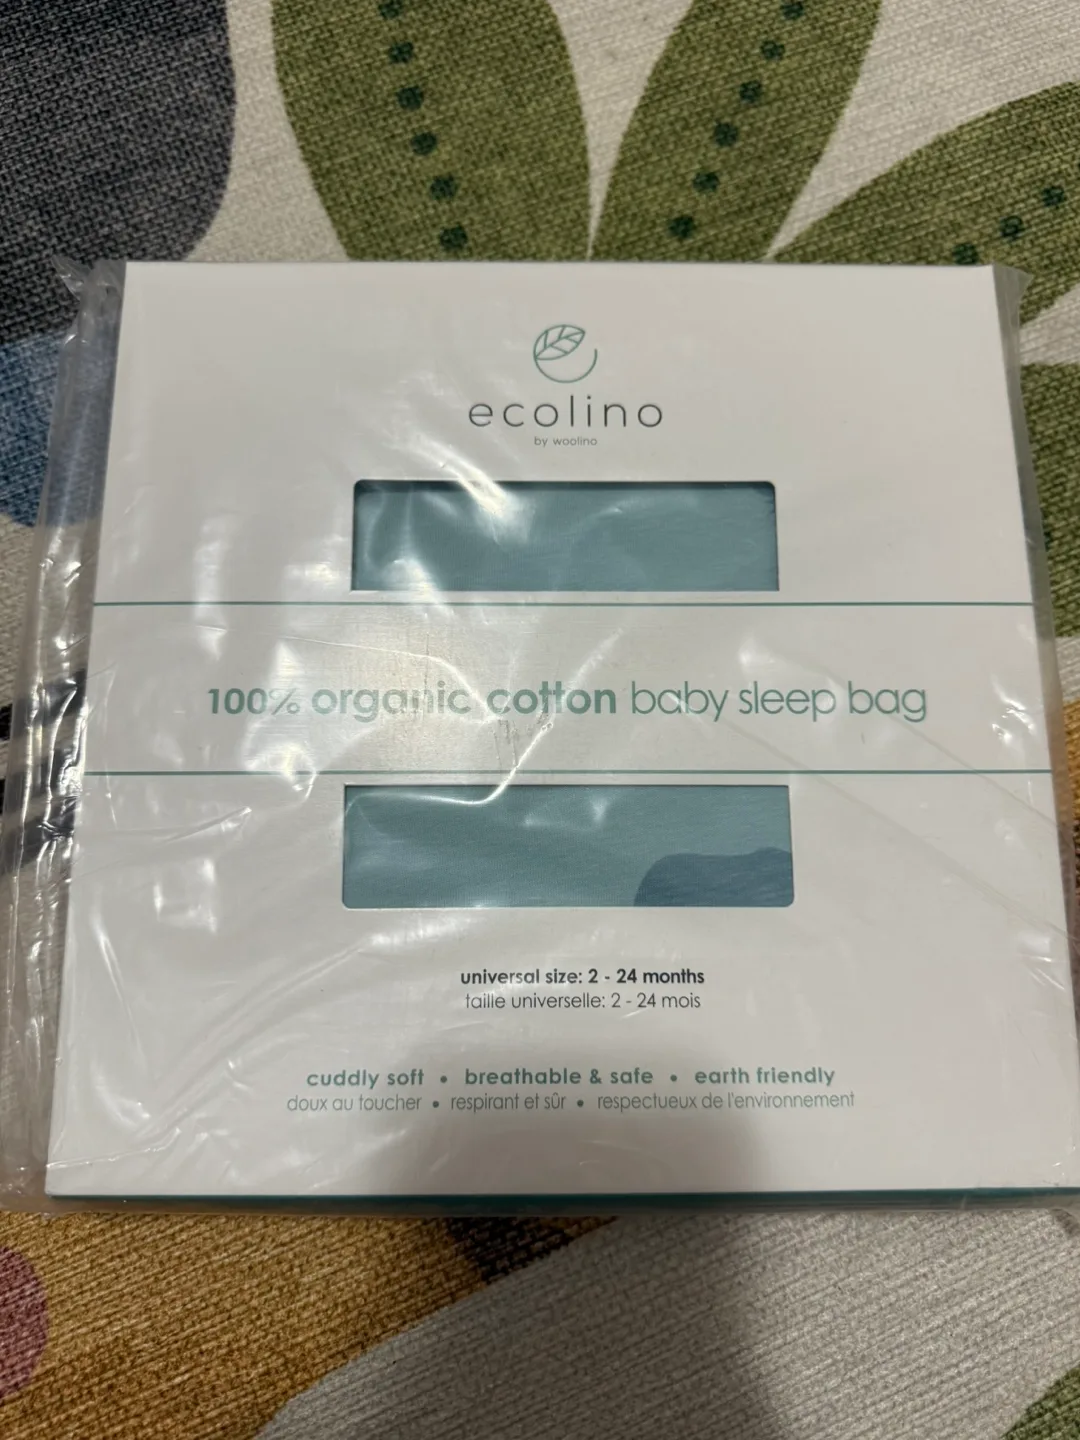 ecolino
by woolino
100% organic cotton baby sleep bag
universal size: 2 - 24 months
taille universelle: 2 - 24 mois
cuddly soft • breathable & safe • earth friendly
doux au toucher • respirant et sûr • respectueux de l'environnement